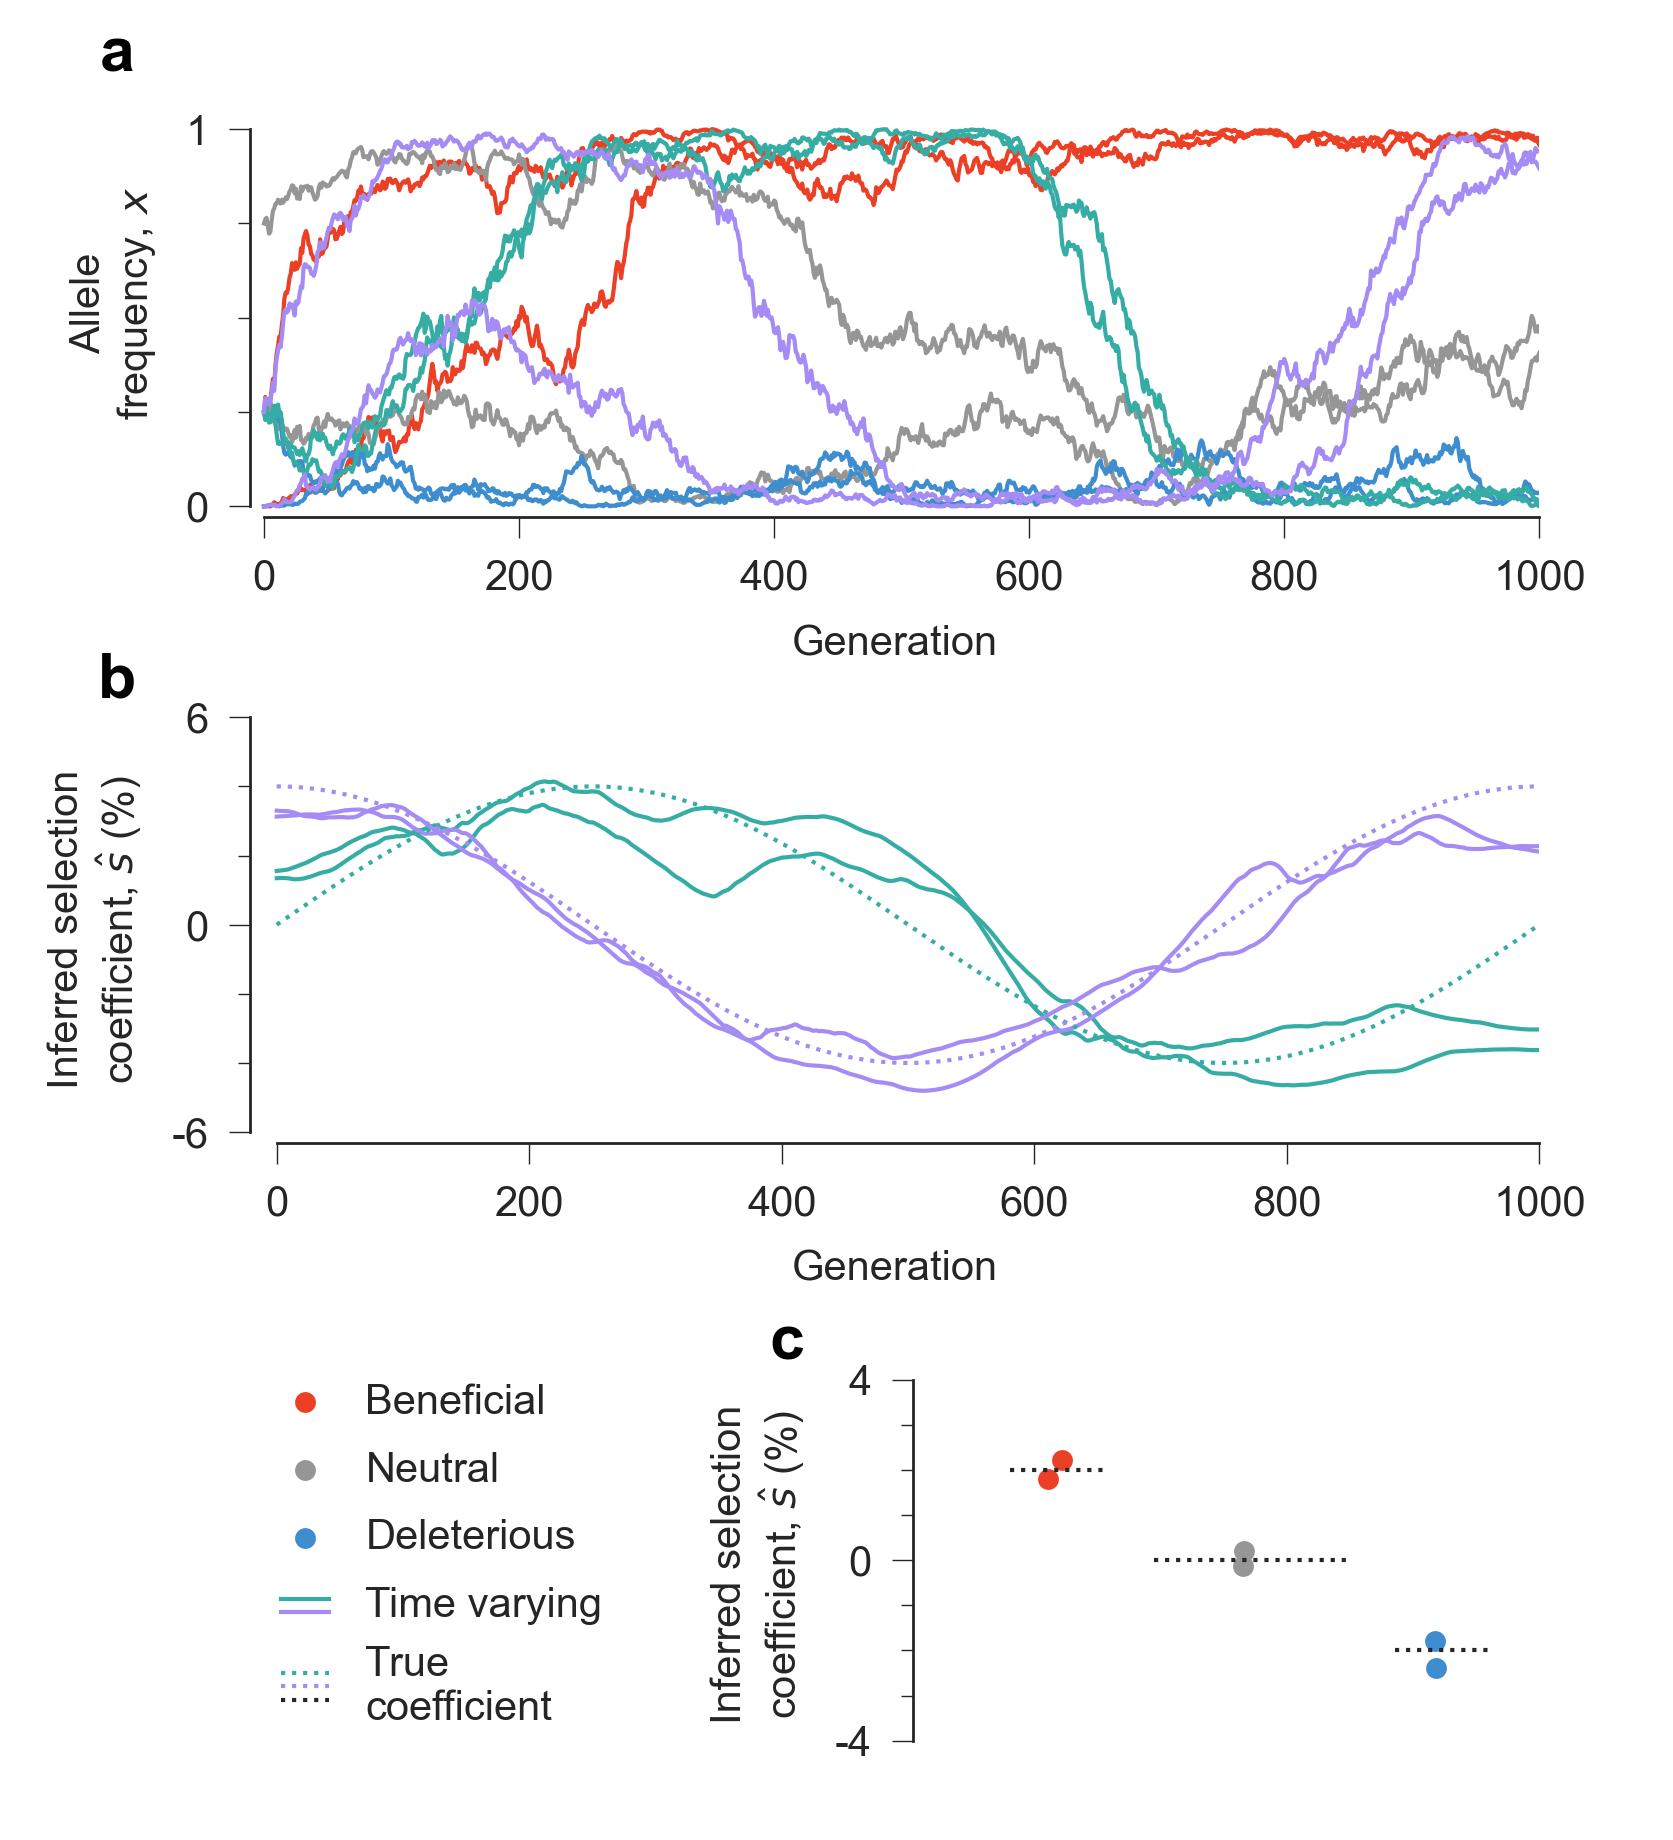 a
1
0
Allele
frequency, x
0 200 400 600 800 1000
Generation
b
6
0
-6
Inferred selection
coefficient, ŝ (%)
0 200 400 600 800 1000
Generation
Beneficial
Neutral
Deleterious
Time varying
True
coefficient
c
4
0
-4
Inferred selection
coefficient, ŝ (%)